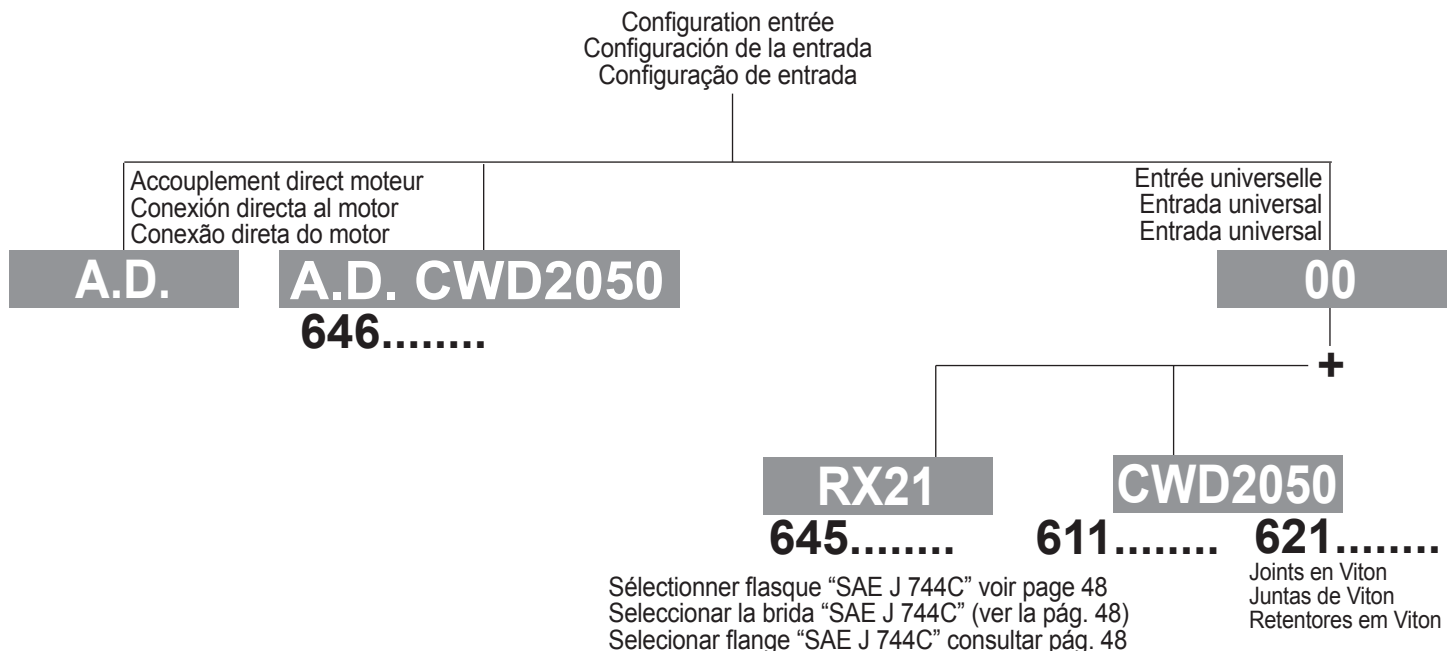 Configuration entrée
Configuración de la entrada
Configuração de entrada
Accouplement direct moteur
Conexión directa al motor
Conexão direta do motor
Entrée universelle
Entrada universal
Entrada universal
A.D.
A.D. CWD2050
00
646........
+
RX21
CWD2050
645........
611........
621........
Sélectionner flasque “SAE J 744C” voir page 48
Seleccionar la brida “SAE J 744C” (ver la pág. 48)
Selecionar flange “SAE J 744C” consultar pág. 48
Joints en Viton
Juntas de Viton
Retentores em Viton